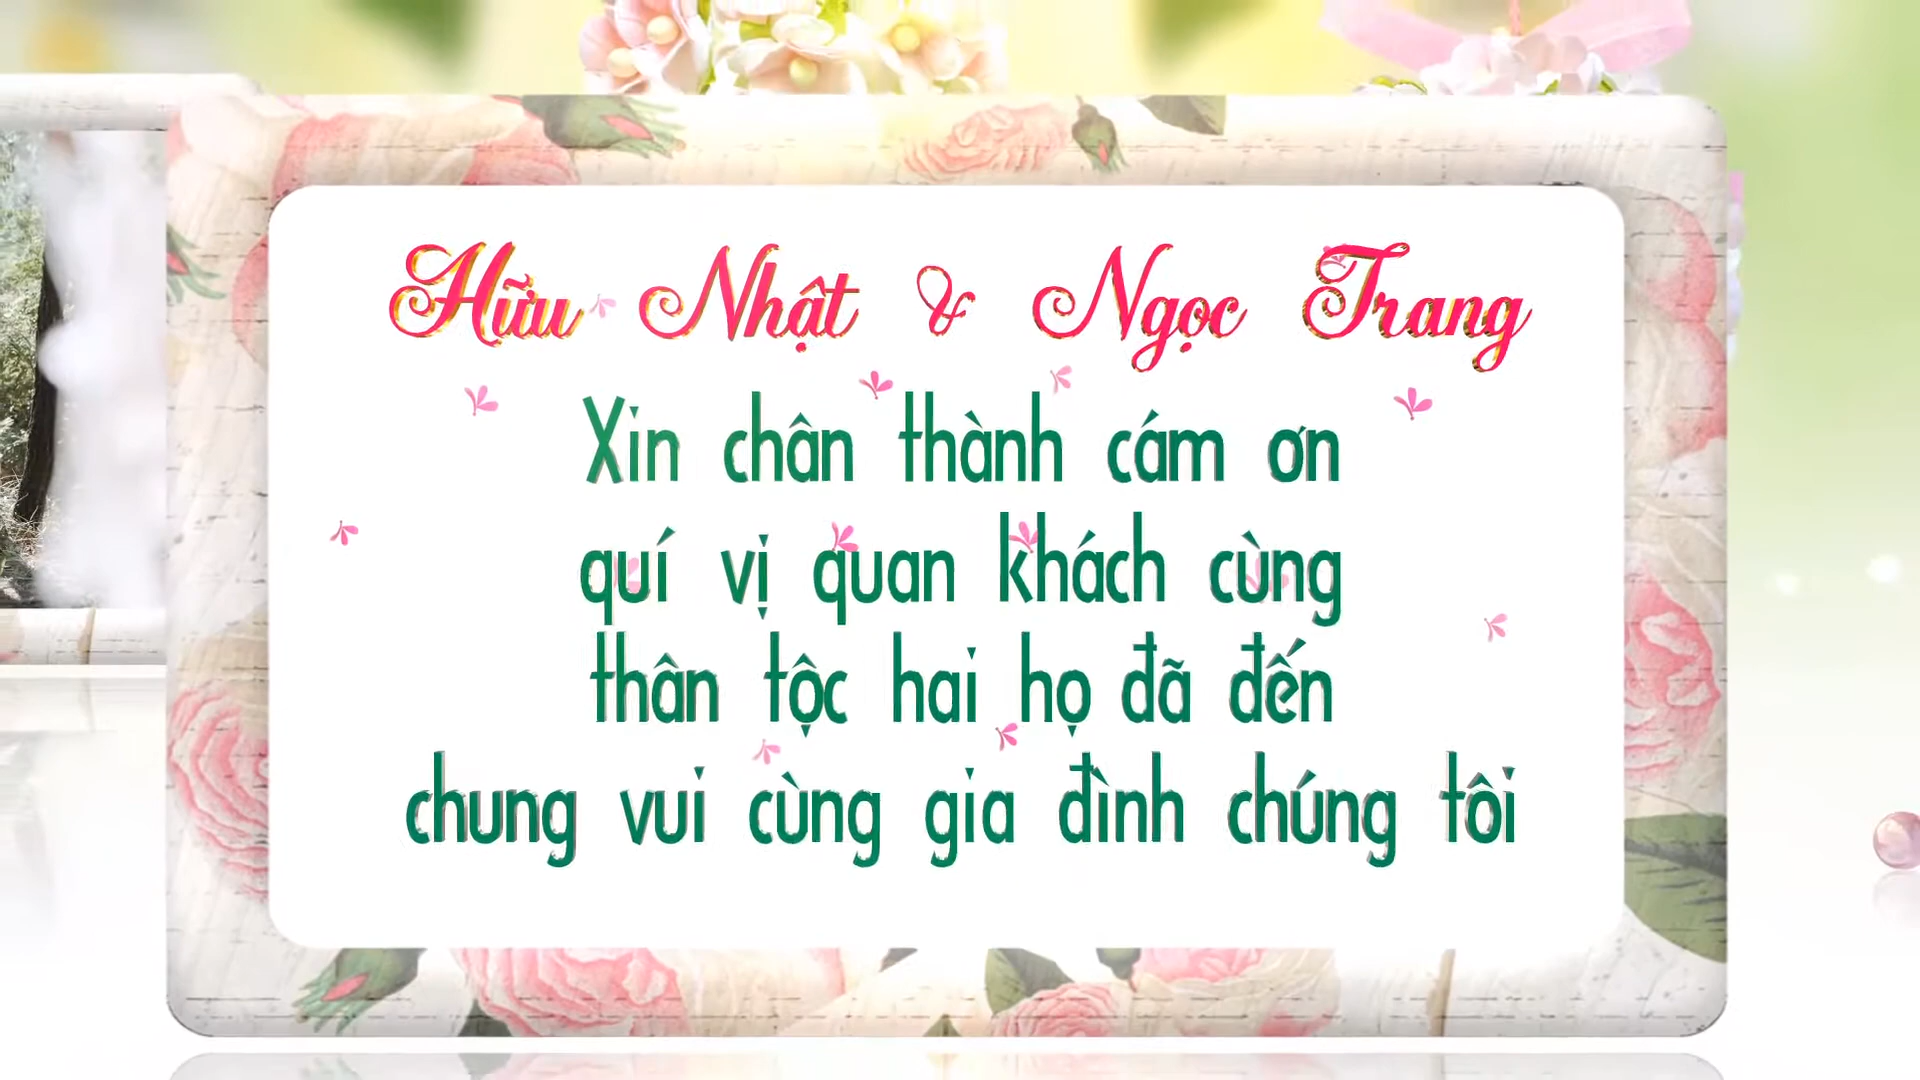 Hữu Nhật & Ngọc Trang
Xin chân thành cám ơn
quí vị quan khách cùng
thân tộc hai họ đã đến
chung vui cùng gia đình chúng tôi